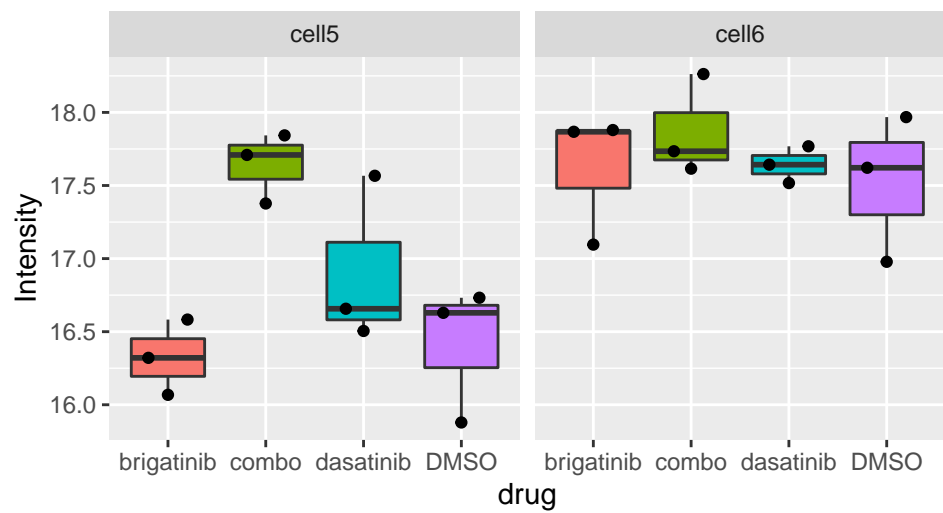 cell5 cell6
Intensity
18.0
17.5
17.0
16.5
16.0
brigatinib combo dasatinib DMSO brigatinib combo dasatinib DMSO
drug